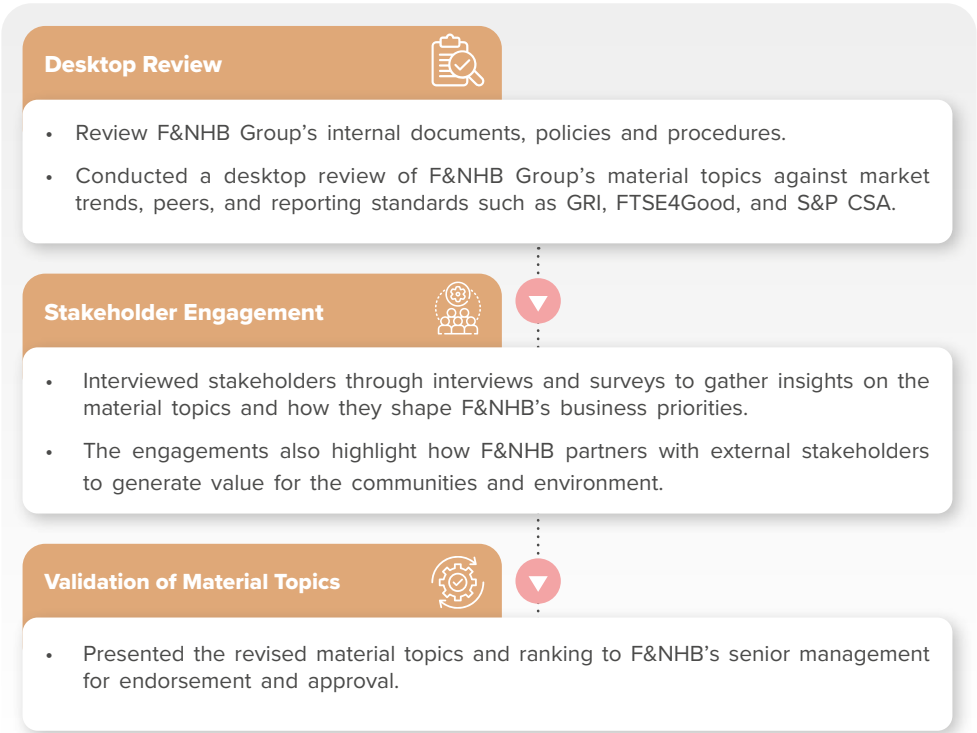 Desktop Review
• Review F&NHB Group's internal documents, policies and procedures.
• Conducted a desktop review of F&NHB Group's material topics against market
trends, peers, and reporting standards such as GRI, FTSE4Good, and S&P CSA.
Stakeholder Engagement
• Interviewed stakeholders through interviews and surveys to gather insights on the
material topics and how they shape F&NHB's business priorities.
• The engagements also highlight how F&NHB partners with external stakeholders
to generate value for the communities and environment.
Validation of Material Topics
• Presented the revised material topics and ranking to F&NHB's senior management
for endorsement and approval.